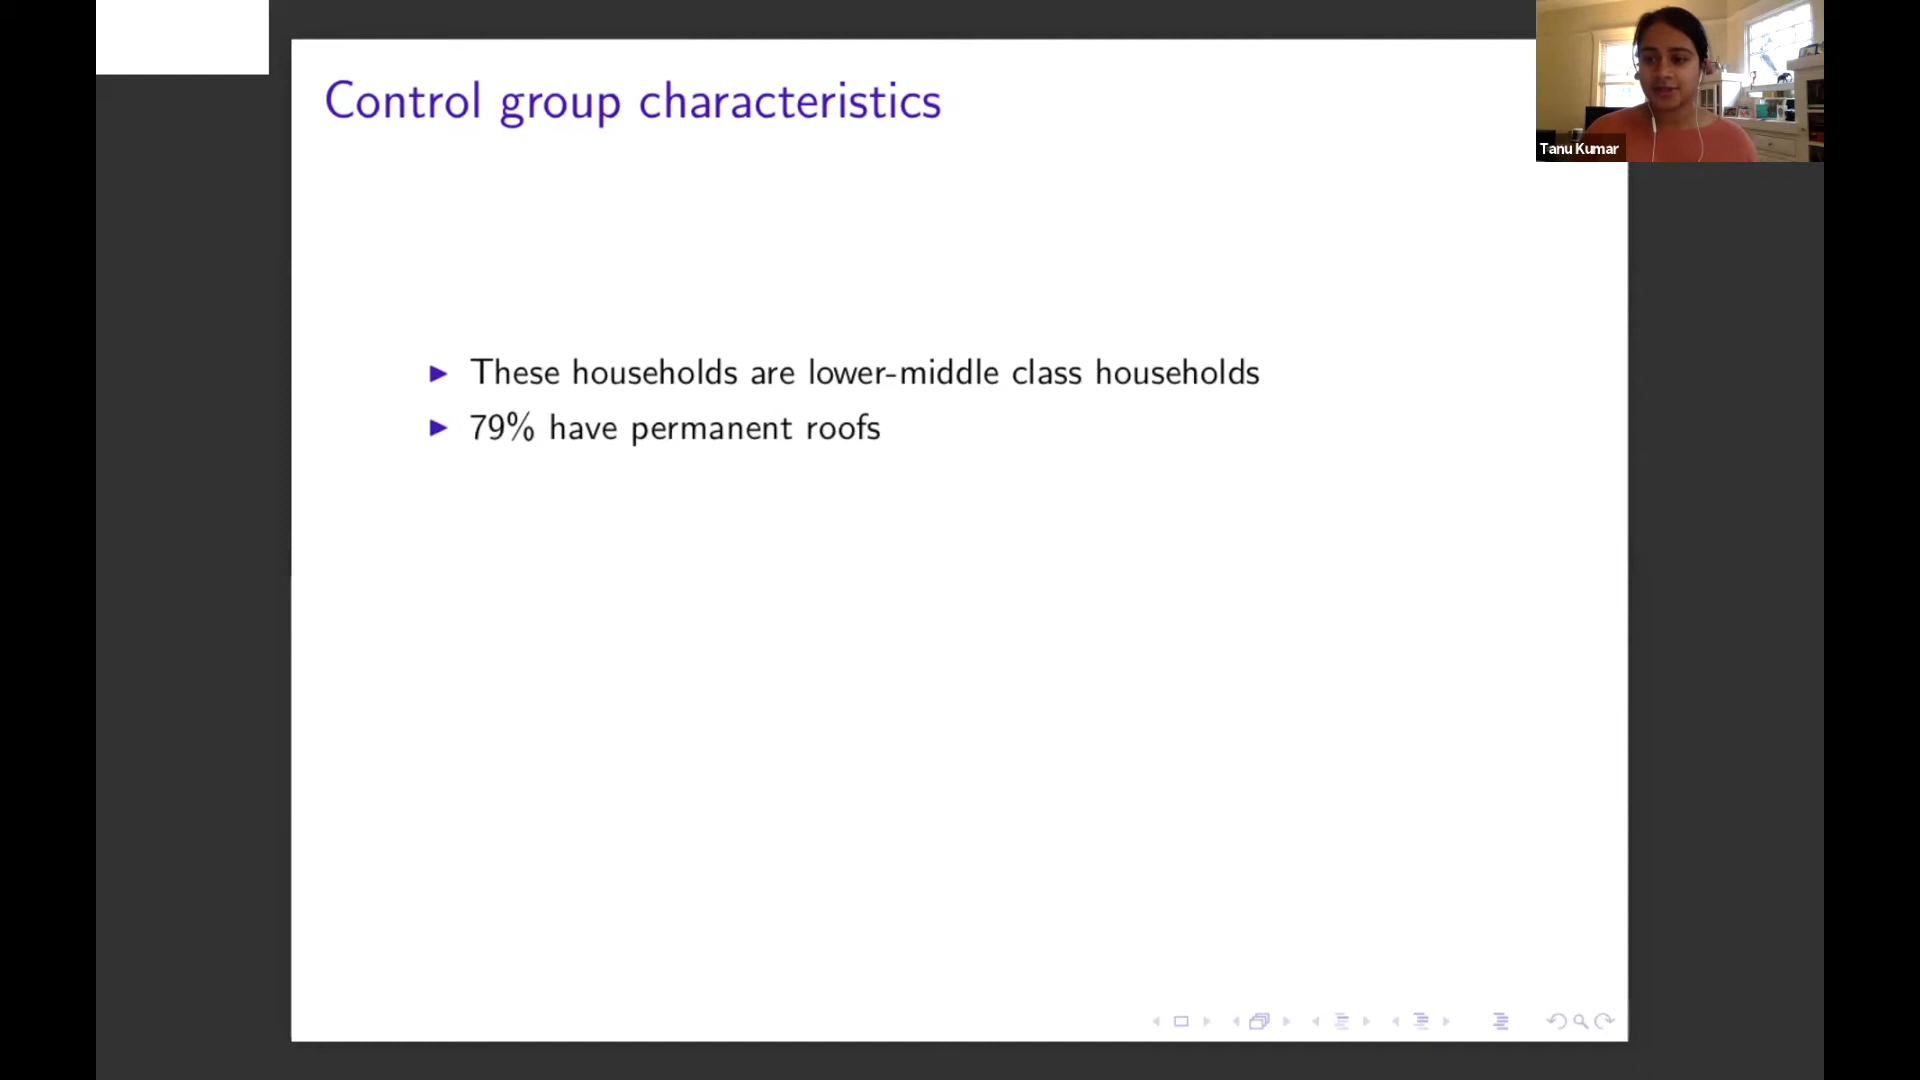 Control group characteristics
Tanu Kumar
These households are lower-middle class households
79% have permanent roofs